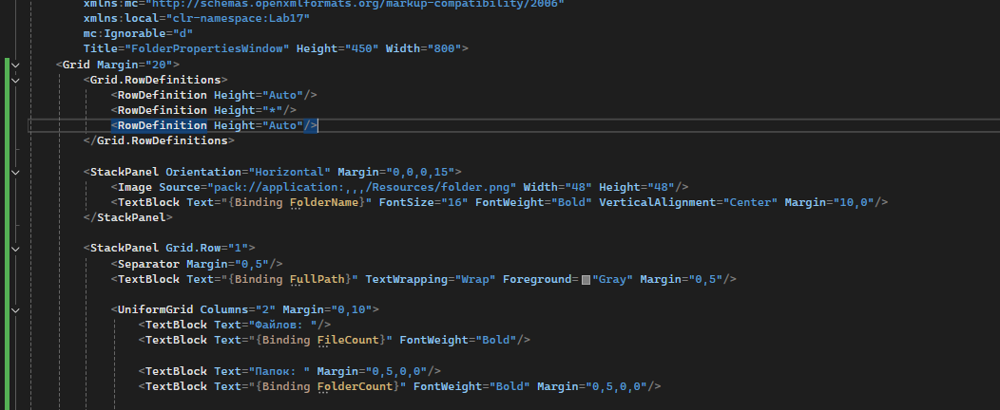 xmlns:mc="http://schemas.openxmlformats.org/markup-compatibility/2006"
xmlns:local="clr-namespace:Lab17"
mc:Ignorable="d"
Title="FolderPropertiesWindow" Height="450" Width="800">
<Grid Margin="20">
<Grid.RowDefinitions>
<RowDefinition Height="Auto"/>
<RowDefinition Height="*"/>
<RowDefinition Height="Auto"/>
</Grid.RowDefinitions>
<StackPanel Orientation="Horizontal" Margin="0,0,0,15">
<Image Source="pack://application:,,,/Resources/folder.png" Width="48" Height="48"/>
<TextBlock Text="{Binding FolderName}" FontSize="16" FontWeight="Bold" VerticalAlignment="Center" Margin="10,0"/>
</StackPanel>
<StackPanel Grid.Row="1">
<Separator Margin="0,5"/>
<TextBlock Text="{Binding FullPath}" TextWrapping="Wrap" Foreground="Gray" Margin="0,5"/>
<UniformGrid Columns="2" Margin="0,10">
<TextBlock Text="Файлов: "/>
<TextBlock Text="{Binding FileCount}" FontWeight="Bold"/>
<TextBlock Text="Папок: " Margin="0,5,0,0"/>
<TextBlock Text="{Binding FolderCount}" FontWeight="Bold" Margin="0,5,0,0"/>